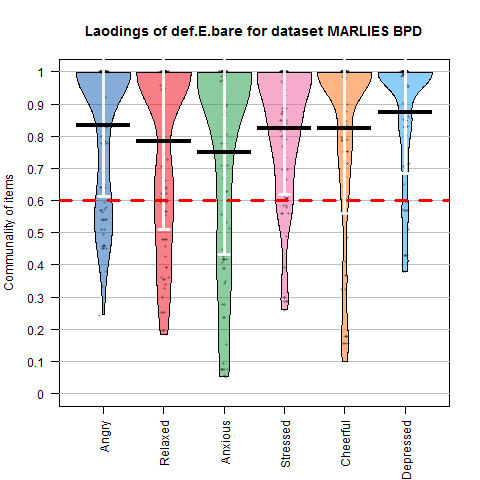 Laodings of def.E.bare for dataset MARLIES BPD
Communality of items
1
0.9
0.8
0.7
0.6
0.5
0.4
0.3
0.2
0.1
0
Angry
Relaxed
Anxious
Stressed
Cheerful
Depressed